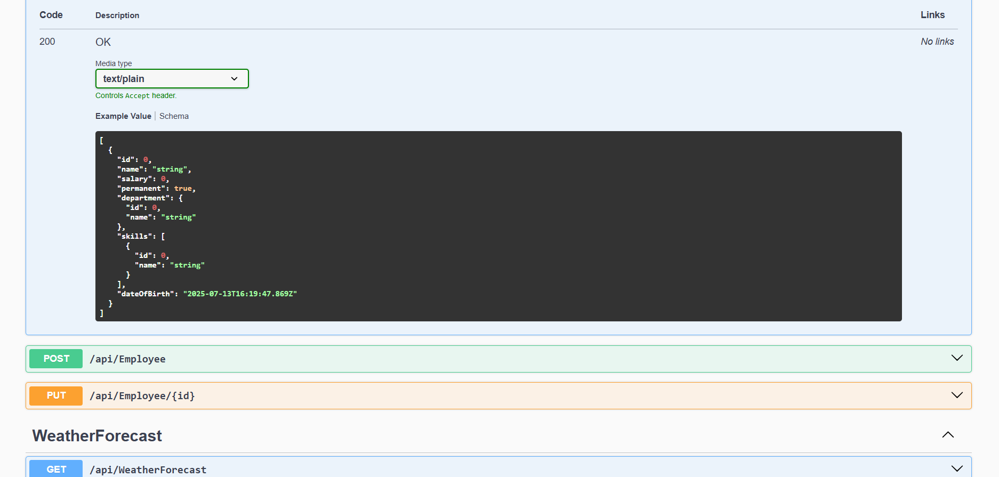 Code Description Links
200 OK No links
Media type
text/plain
Controls Accept header.
Example Value Schema
[
  {
    "id": 0,
    "name": "string",
    "salary": 0,
    "permanent": true,
    "department": {
      "id": 0,
      "name": "string"
    },
    "skills": [
      {
        "id": 0,
        "name": "string"
      }
    ],
    "dateOfBirth": "2025-07-13T16:19:47.869Z"
  }
]
POST /api/Employee
PUT /api/Employee/{id}
WeatherForecast
GET /api/WeatherForecast